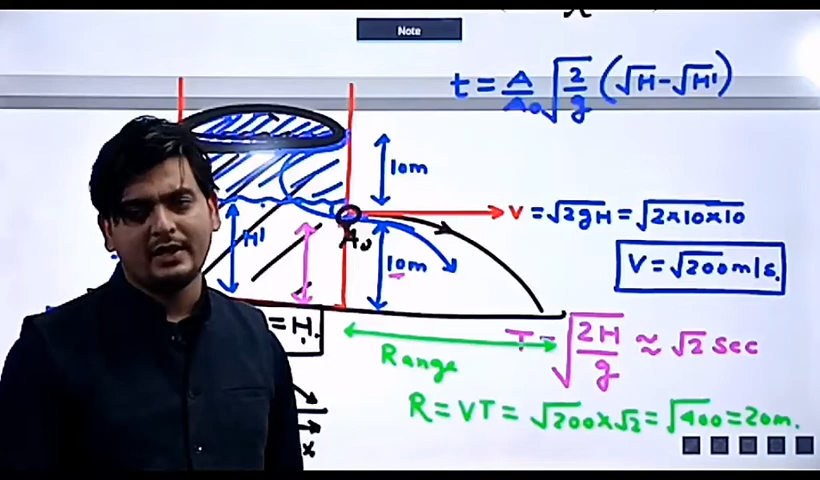 Note
t = A/A₀ √(2/g) (√H - √H')
10m
V = √2gH = √2×10×10
H'
A₀
10m
V = √200 m/s.
= H.
T = √(2H/g) ≈ √2 sec
Range
R = VT = √200 × √2 = √400 = 20m.
x